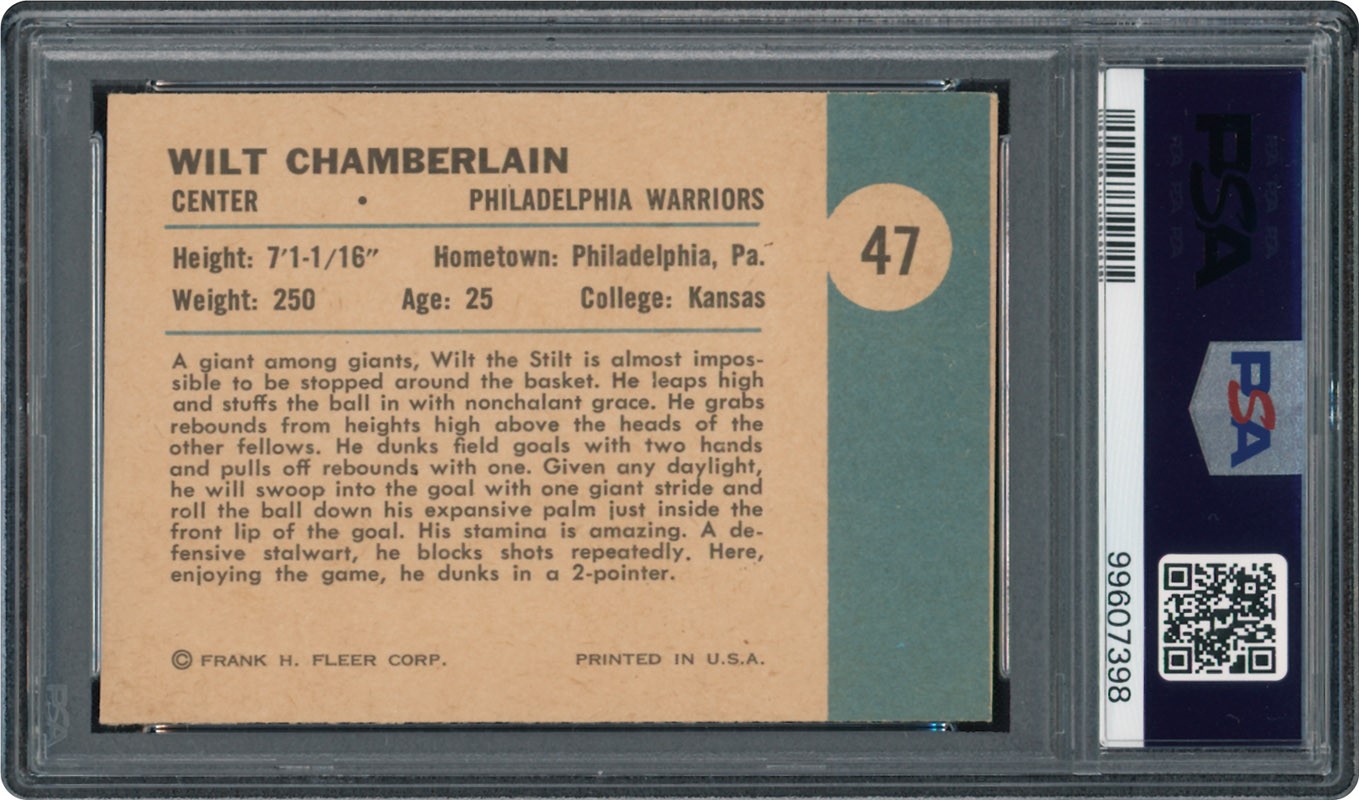 WILT CHAMBERLAIN
CENTER • PHILADELPHIA WARRIORS
Height: 7'1-1/16" Hometown: Philadelphia, Pa.
Weight: 250 Age: 25 College: Kansas
A giant among giants, Wilt the Stilt is almost impos-
sible to be stopped around the basket. He leaps high
and stuffs the ball in with nonchalant grace. He grabs
rebounds from heights high above the heads of the
other fellows. He dunks field goals with two hands
and pulls off rebounds with one. Given any daylight,
he will swoop into the goal with one giant stride and
roll the ball down his expansive palm just inside the
front lip of the goal. His stamina is amazing. A de-
fensive stalwart, he blocks shots repeatedly. Here,
enjoying the game, he dunks in a 2-pointer.
© FRANK H. FLEER CORP. PRINTED IN U.S.A.
47
PSA
PSA
99607398
PSA